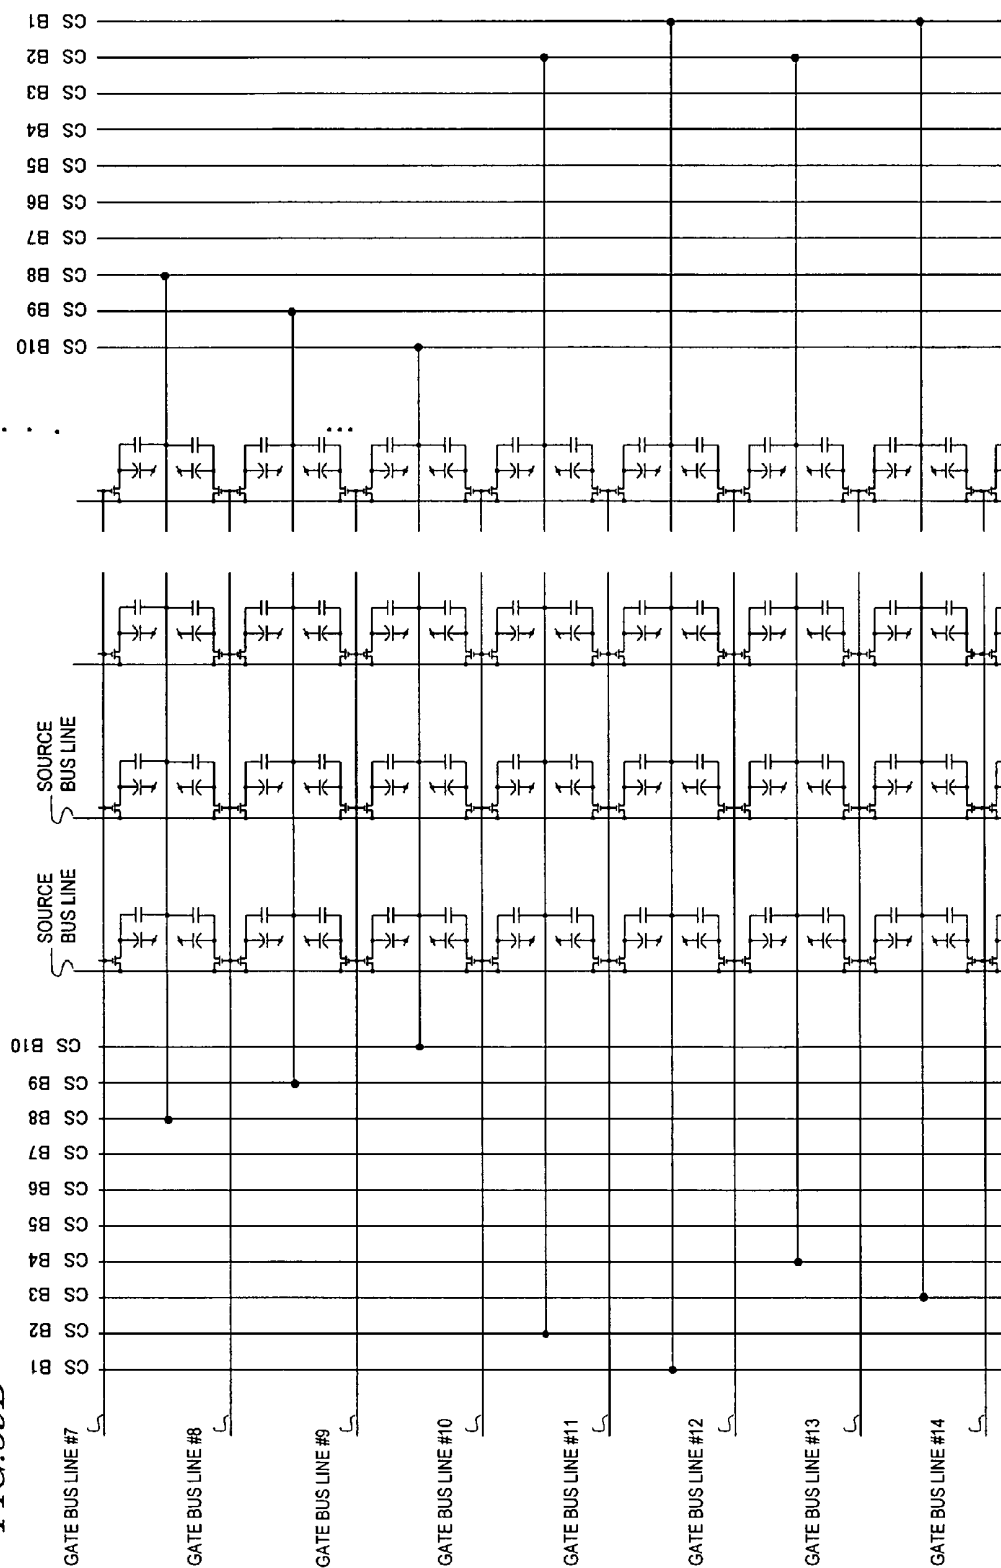 CS B1
CS B2
CS B3
CS B4
CS B5
CS B6
CS B7
CS B8
CS B9
CS B10
. . .
...
SOURCE
BUS LINE
SOURCE
BUS LINE
CS B10
CS B9
CS B8
CS B7
CS B6
CS B5
CS B4
CS B3
CS B2
CS B1
GATE BUS LINE #7
GATE BUS LINE #8
GATE BUS LINE #9
GATE BUS LINE #10
GATE BUS LINE #11
GATE BUS LINE #12
GATE BUS LINE #13
GATE BUS LINE #14